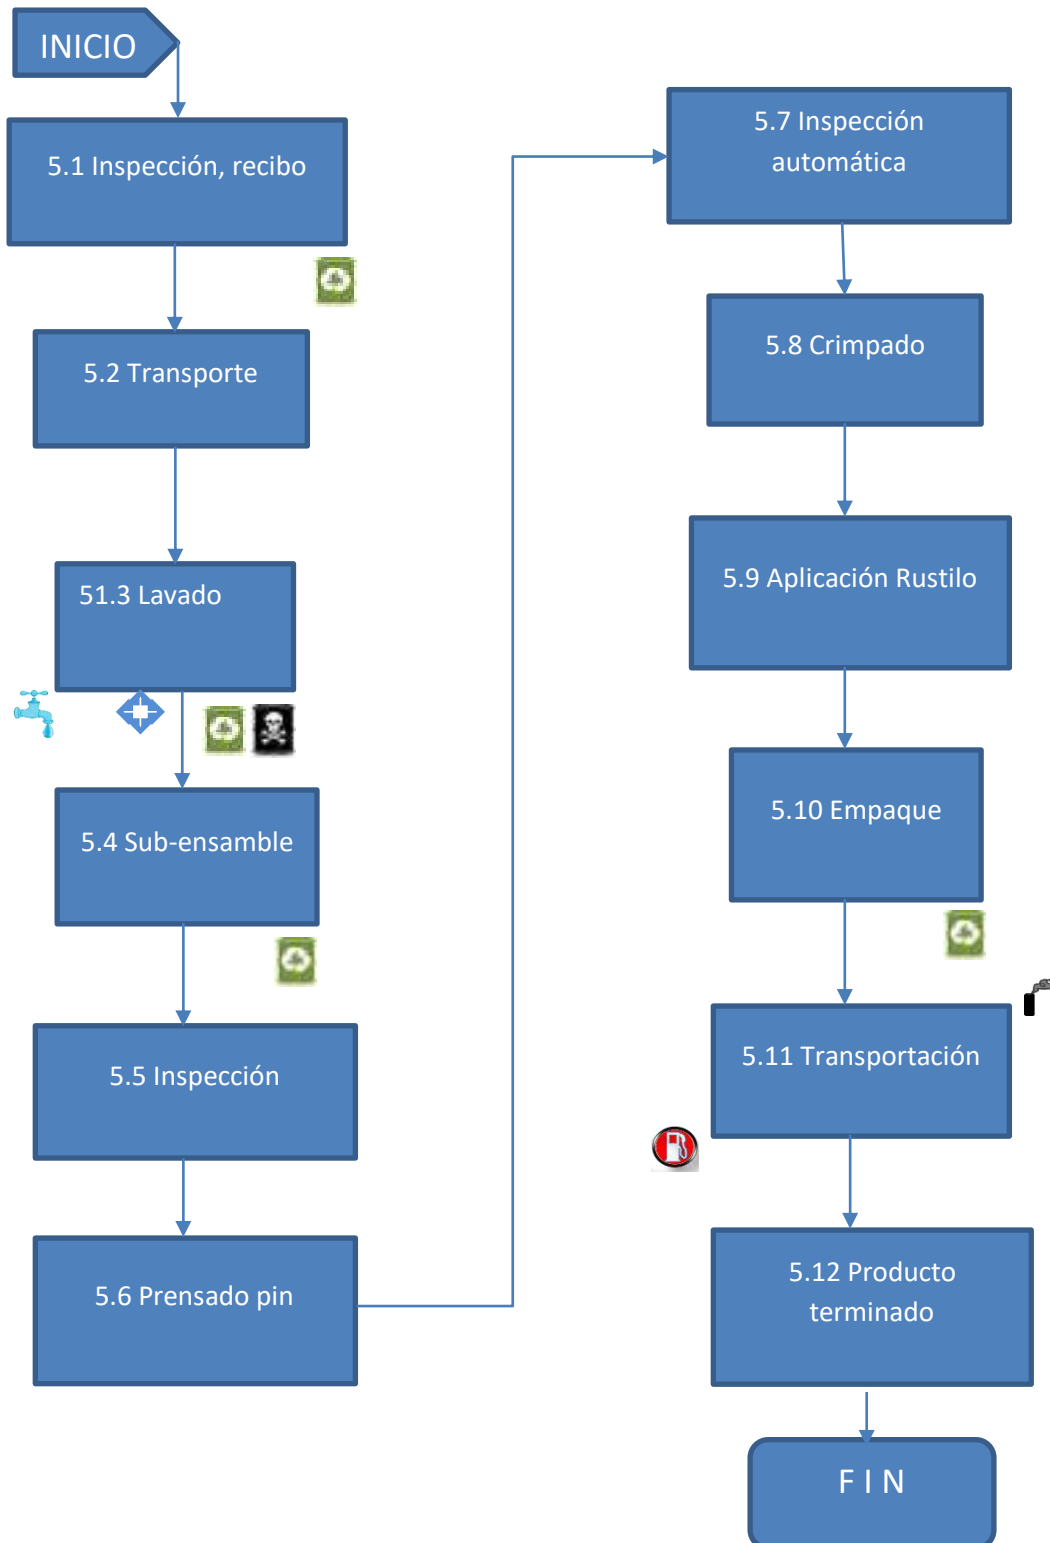 INICIO
5.1 Inspección, recibo
5.2 Transporte
51.3 Lavado
5.4 Sub-ensamble
5.5 Inspección
5.6 Prensado pin
5.7 Inspección
automática
5.8 Crimpado
5.9 Aplicación Rustilo
5.10 Empaque
5.11 Transportación
5.12 Producto
terminado
F I N